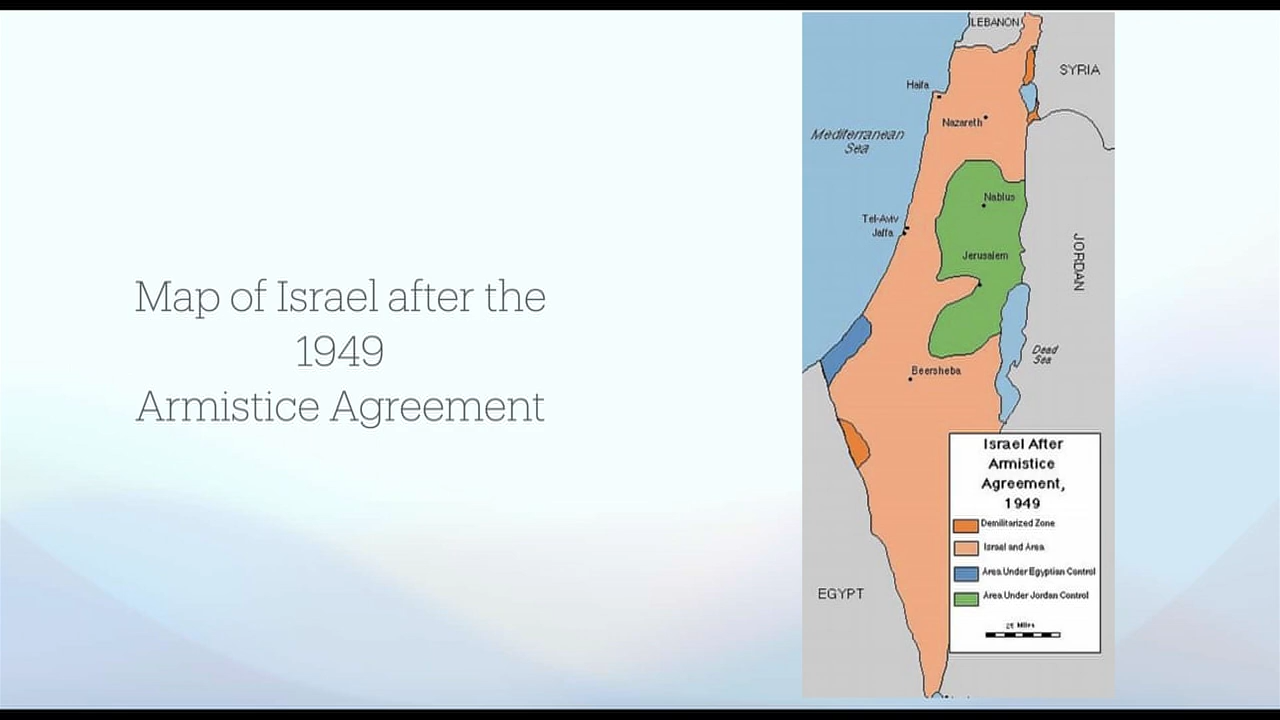 Map of Israel after the
1949
Armistice Agreement
LEBANON
SYRIA
Haifa
Nazareth
Mediterranean
Sea
Nablus
Tel-Aviv
Jaffa
Jerusalem
JORDAN
Dead
Sea
Beersheba
EGYPT
Israel After
Armistice
Agreement,
1949
Demilitarized Zone
Israel and Area
Area Under Egyptian Control
Area Under Jordan Control
25 Miles